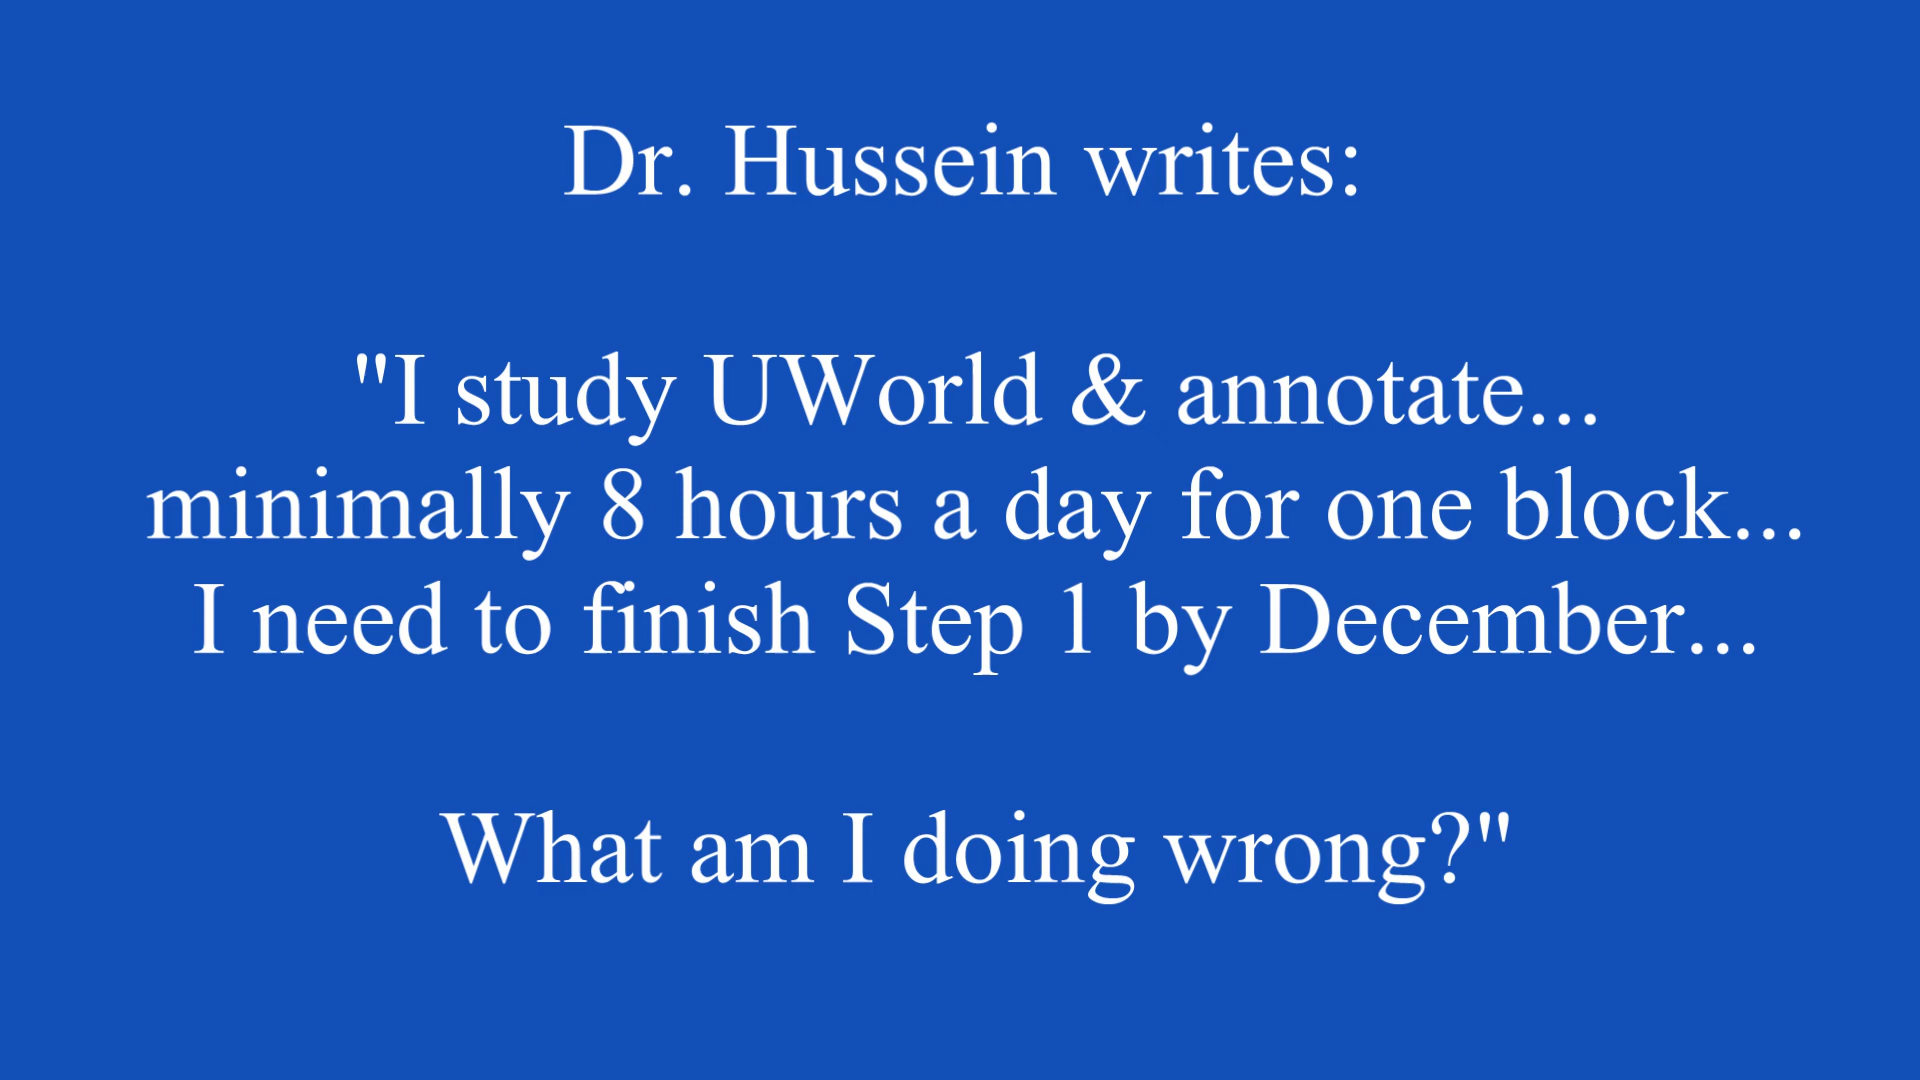 Dr. Hussein writes:
"I study UWorld & annotate...
minimally 8 hours a day for one block...
I need to finish Step 1 by December...
What am I doing wrong?"